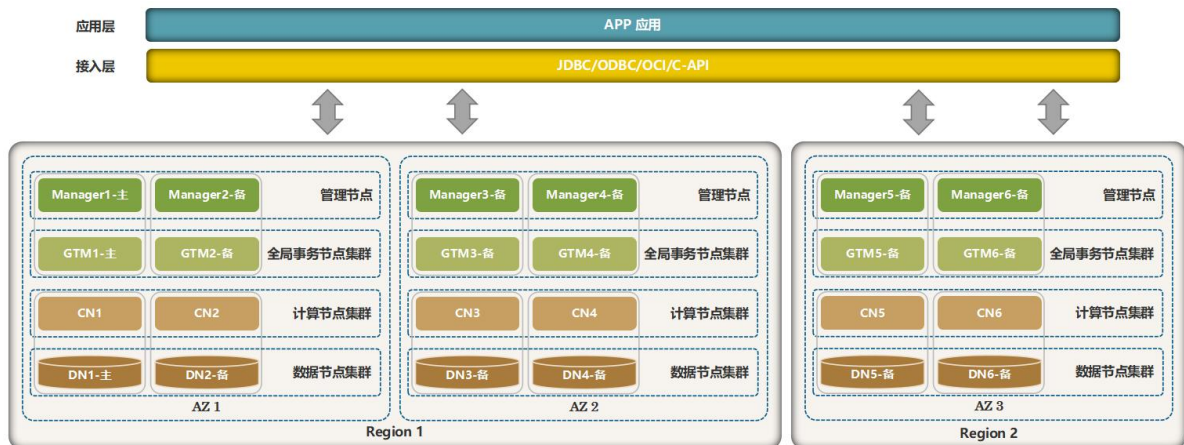 应用层
APP 应用
接入层
JDBC/ODBC/OCI/C-API
Manager1-主 Manager2-备 管理节点
GTM1-主 GTM2-备 全局事务节点集群
CN1 CN2 计算节点集群
DN1-主 DN2-备 数据节点集群
AZ 1
Manager3-备 Manager4-备 管理节点
GTM3-备 GTM4-备 全局事务节点集群
CN3 CN4 计算节点集群
DN3-备 DN4-备 数据节点集群
AZ 2
Region 1
Manager5-备 Manager6-备 管理节点
GTM5-备 GTM6-备 全局事务节点集群
CN5 CN6 计算节点集群
DN5-备 DN6-备 数据节点集群
AZ 3
Region 2